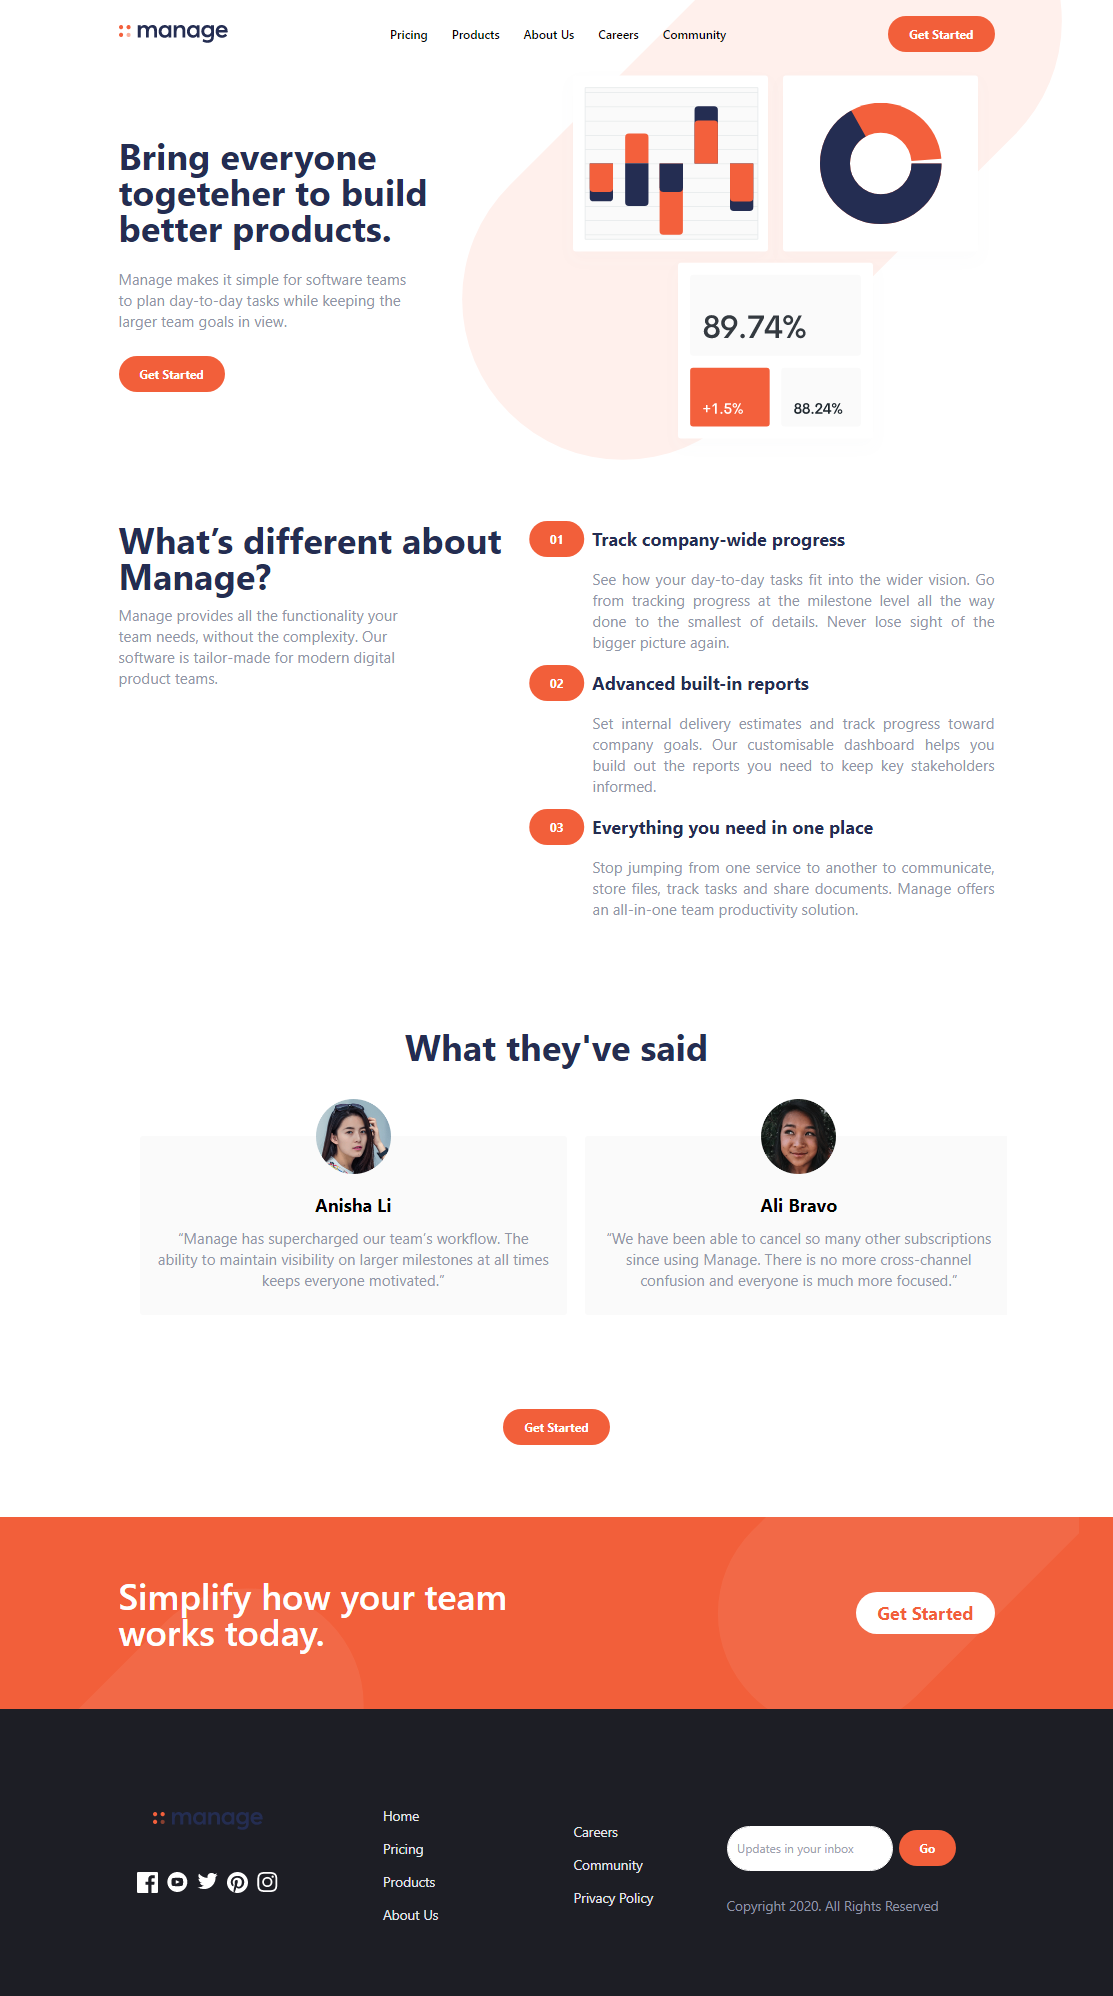 manage
Pricing Products About Us Careers Community
Get Started
Bring everyone
togeteher to build
better products.
Manage makes it simple for software teams
to plan day-to-day tasks while keeping the
larger team goals in view.
Get Started
89.74%
+1.5%
88.24%
What’s different about
Manage?
Manage provides all the functionality your
team needs, without the complexity. Our
software is tailor-made for modern digital
product teams.
01
Track company-wide progress
See how your day-to-day tasks fit into the wider vision. Go
from tracking progress at the milestone level all the way
done to the smallest of details. Never lose sight of the
bigger picture again.
02
Advanced built-in reports
Set internal delivery estimates and track progress toward
company goals. Our customisable dashboard helps you
build out the reports you need to keep key stakeholders
informed.
03
Everything you need in one place
Stop jumping from one service to another to communicate,
store files, track tasks and share documents. Manage offers
an all-in-one team productivity solution.
What they've said
Anisha Li
“Manage has supercharged our team’s workflow. The
ability to maintain visibility on larger milestones at all times
keeps everyone motivated.”
Ali Bravo
“We have been able to cancel so many other subscriptions
since using Manage. There is no more cross-channel
confusion and everyone is much more focused.”
Get Started
Simplify how your team
works today.
Get Started
manage
Home
Pricing
Products
About Us
Careers
Community
Privacy Policy
Updates in your inbox
Go
Copyright 2020. All Rights Reserved